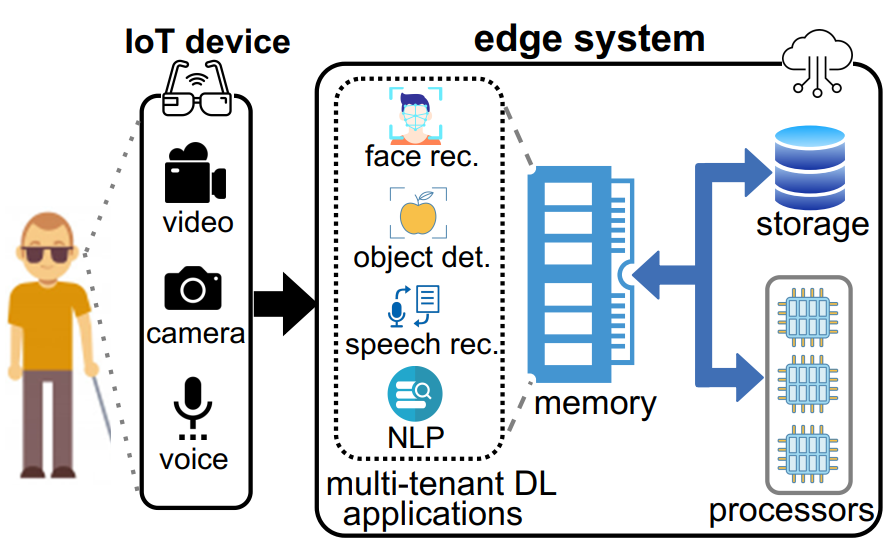 IoT device
edge system
video
camera
voice
face rec.
object det.
speech rec.
NLP
multi-tenant DL
applications
memory
storage
processors